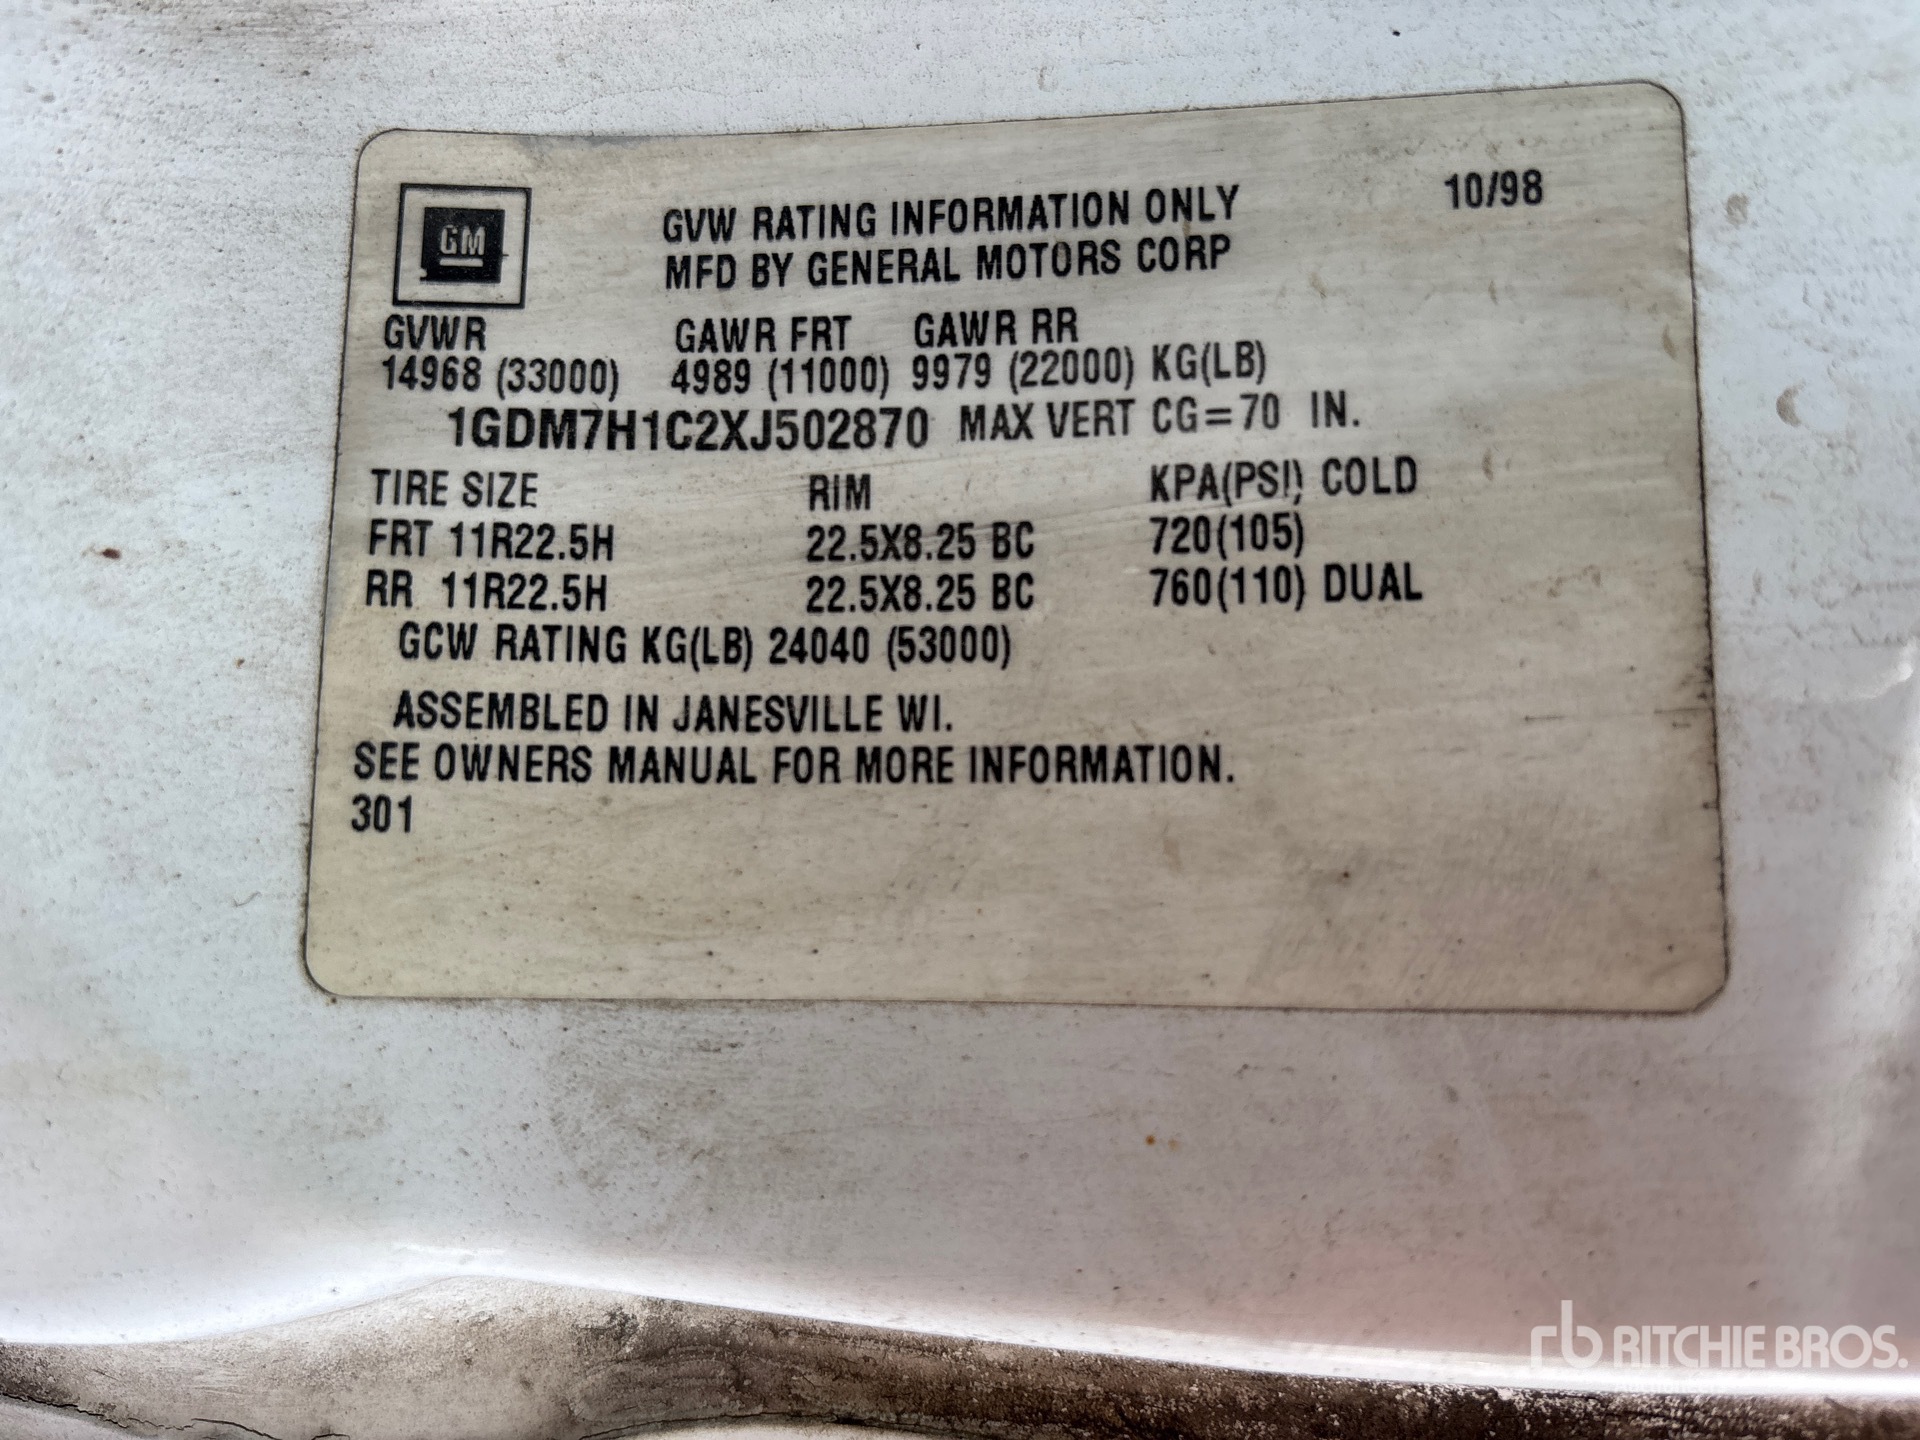 GM
GVW RATING INFORMATION ONLY 10/98
MFD BY GENERAL MOTORS CORP
GVWR GAWR FRT GAWR RR
14968 (33000) 4989 (11000) 9979 (22000) KG(LB)
1GDM7H1C2XJ502870 MAX VERT CG=70 IN.
TIRE SIZE RIM KPA(PSI) COLD
FRT 11R22.5H 22.5X8.25 BC 720(105)
RR 11R22.5H 22.5X8.25 BC 760(110) DUAL
GCW RATING KG(LB) 24040 (53000)
ASSEMBLED IN JANESVILLE WI.
SEE OWNERS MANUAL FOR MORE INFORMATION.
301
rb RITCHIE BROS.